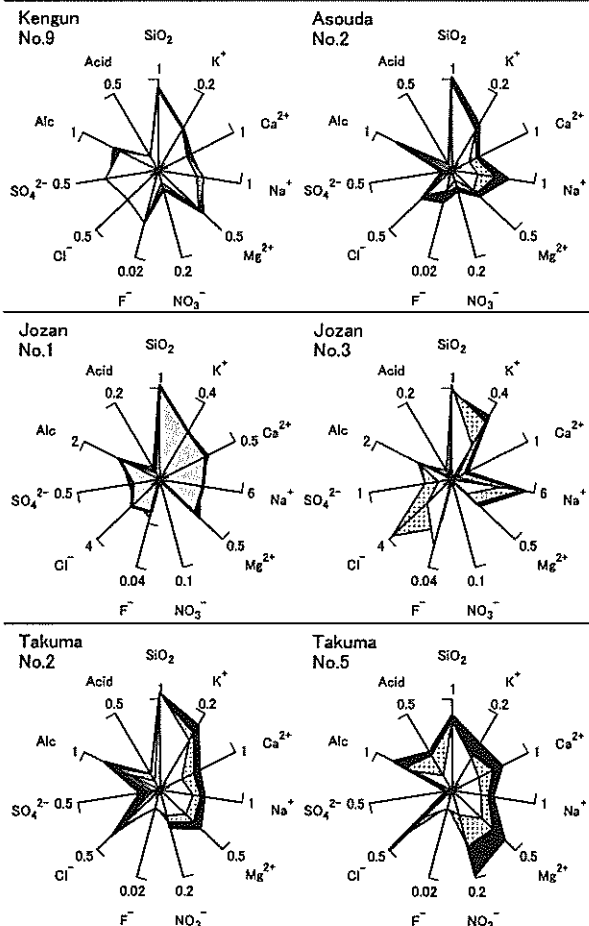 Kengun
No.9
SiO₂
1
K⁺
0.2
Ca²⁺
1
Na⁺
1
Mg²⁺
0.5
NO₃⁻
0.2
F⁻
0.02
Cl⁻
0.5
SO₄²⁻
0.5
Alc
1
Acid
0.5
Asouda
No.2
SiO₂
1
K⁺
0.2
Ca²⁺
1
Na⁺
1
Mg²⁺
0.5
NO₃⁻
0.2
F⁻
0.02
Cl⁻
0.5
SO₄²⁻
0.5
Alc
1
Acid
0.5
Jozan
No.1
SiO₂
1
K⁺
0.4
Ca²⁺
0.5
Na⁺
6
Mg²⁺
0.5
NO₃⁻
0.1
F⁻
0.04
Cl⁻
4
SO₄²⁻
0.5
Alc
2
Acid
0.2
Jozan
No.3
SiO₂
1
K⁺
0.4
Ca²⁺
1
Na⁺
6
Mg²⁺
0.5
NO₃⁻
0.1
F⁻
0.04
Cl⁻
4
SO₄²⁻
1
Alc
2
Acid
0.2
Takuma
No.2
SiO₂
1
K⁺
0.2
Ca²⁺
1
Na⁺
1
Mg²⁺
0.5
NO₃⁻
0.2
F⁻
0.02
Cl⁻
0.5
SO₄²⁻
0.5
Alc
1
Acid
0.5
Takuma
No.5
SiO₂
1
K⁺
0.2
Ca²⁺
1
Na⁺
1
Mg²⁺
0.5
NO₃⁻
0.2
F⁻
0.02
Cl⁻
0.5
SO₄²⁻
0.5
Alc
1
Acid
0.5